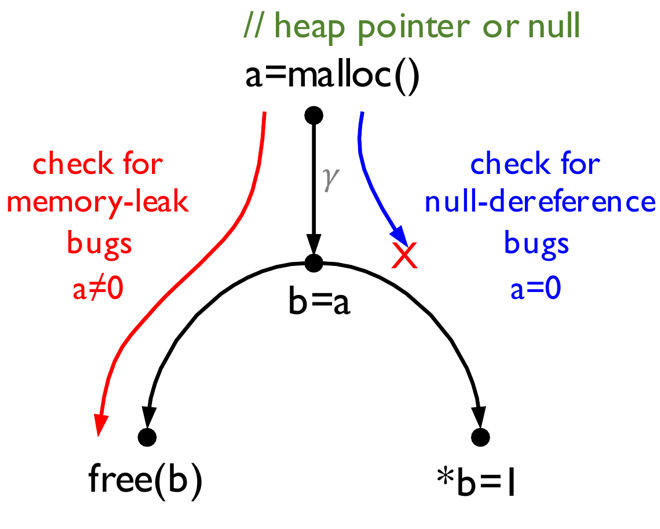 // heap pointer or null
a=malloc()
check for
memory-leak
bugs
a≠0
γ
check for
null-dereference
bugs
a=0
X
b=a
free(b)
*b=1